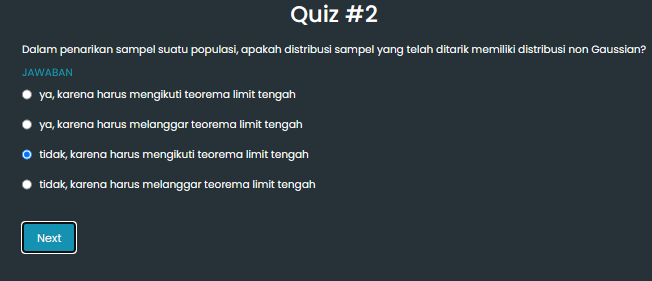 Quiz #2
Dalam penarikan sampel suatu populasi, apakah distribusi sampel yang telah ditarik memiliki distribusi non Gaussian?
JAWABAN
ya, karena harus mengikuti teorema limit tengah
ya, karena harus melanggar teorema limit tengah
tidak, karena harus mengikuti teorema limit tengah
tidak, karena harus melanggar teorema limit tengah
Next